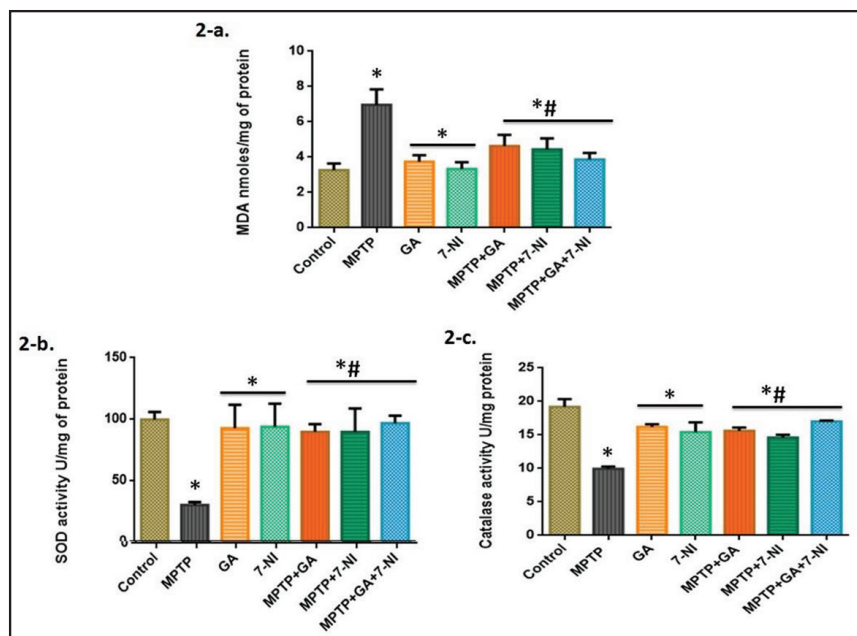 2-a.
MDA nmoles/mg of protein
8
6
4
2
0
*
*
*#
Control
MPTP
GA
7-NI
MPTP+GA
MPTP+7-NI
MPTP+GA+7-NI
2-b.
SOD activity U/mg of protein
150
100
50
0
*
*
*#
Control
MPTP
GA
7-NI
MPTP+GA
MPTP+7-NI
MPTP+GA+7-NI
2-c.
Catalase activity U/mg protein
25
20
15
10
5
0
*
*
*#
Control
MPTP
GA
7-NI
MPTP+GA
MPTP+7-NI
MPTP+GA+7-NI